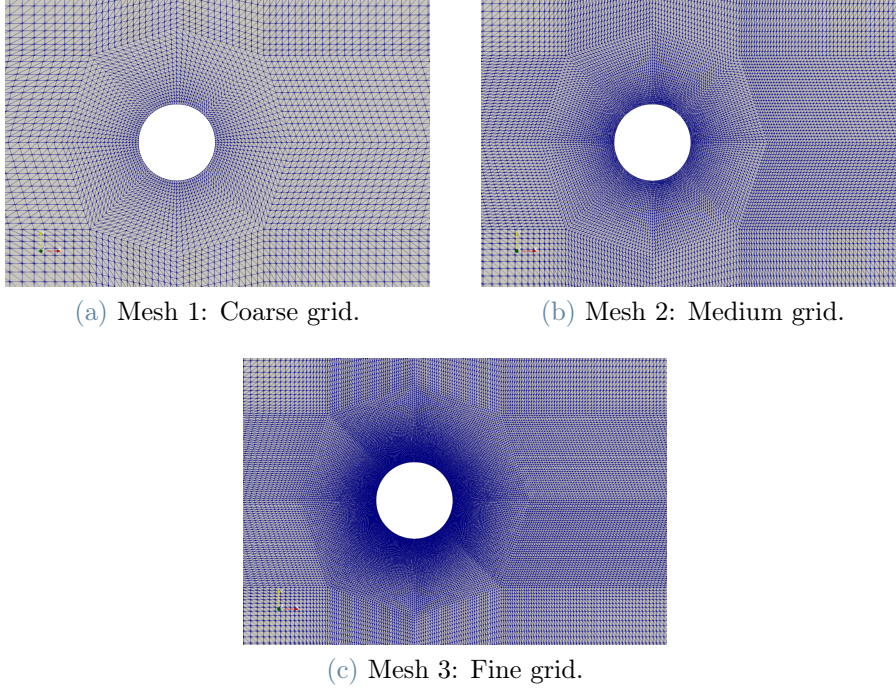 (a) Mesh 1: Coarse grid.
(b) Mesh 2: Medium grid.
(c) Mesh 3: Fine grid.